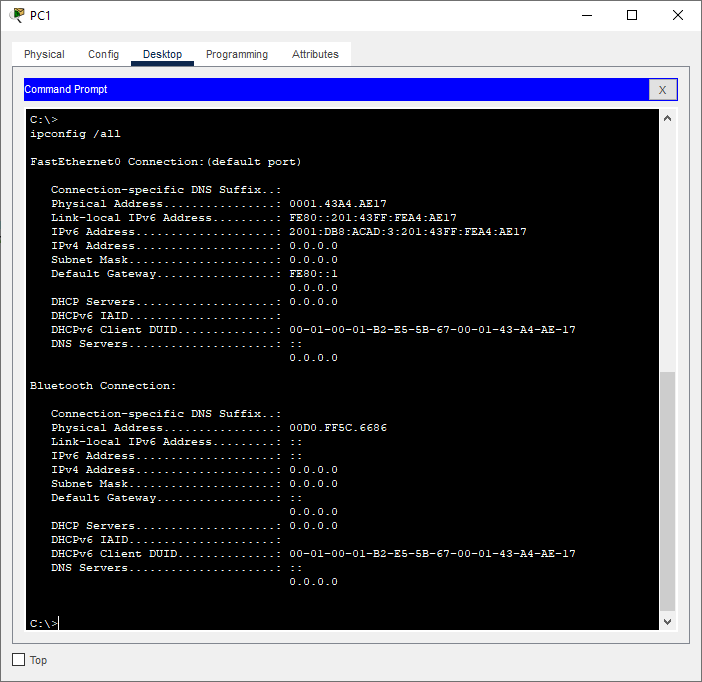 PC1
Physical Config Desktop Programming Attributes
Command Prompt X
C:\>
ipconfig /all
FastEthernet0 Connection:(default port)
Connection-specific DNS Suffix..:
Physical Address................: 0001.43A4.AE17
Link-local IPv6 Address.........: FE80::201:43FF:FEA4:AE17
IPv6 Address....................: 2001:DB8:ACAD:3:201:43FF:FEA4:AE17
IPv4 Address....................: 0.0.0.0
Subnet Mask.....................: 0.0.0.0
Default Gateway.................: FE80::1
0.0.0.0
DHCP Servers....................: 0.0.0.0
DHCPv6 IAID.....................:
DHCPv6 Client DUID..............: 00-01-00-01-B2-E5-5B-67-00-01-43-A4-AE-17
DNS Servers.....................: ::
0.0.0.0
Bluetooth Connection:
Connection-specific DNS Suffix..:
Physical Address................: 00D0.FF5C.6686
Link-local IPv6 Address.........: ::
IPv6 Address....................: ::
IPv4 Address....................: 0.0.0.0
Subnet Mask.....................: 0.0.0.0
Default Gateway.................: ::
0.0.0.0
DHCP Servers....................: 0.0.0.0
DHCPv6 IAID.....................:
DHCPv6 Client DUID..............: 00-01-00-01-B2-E5-5B-67-00-01-43-A4-AE-17
DNS Servers.....................: ::
0.0.0.0
C:\>
Top